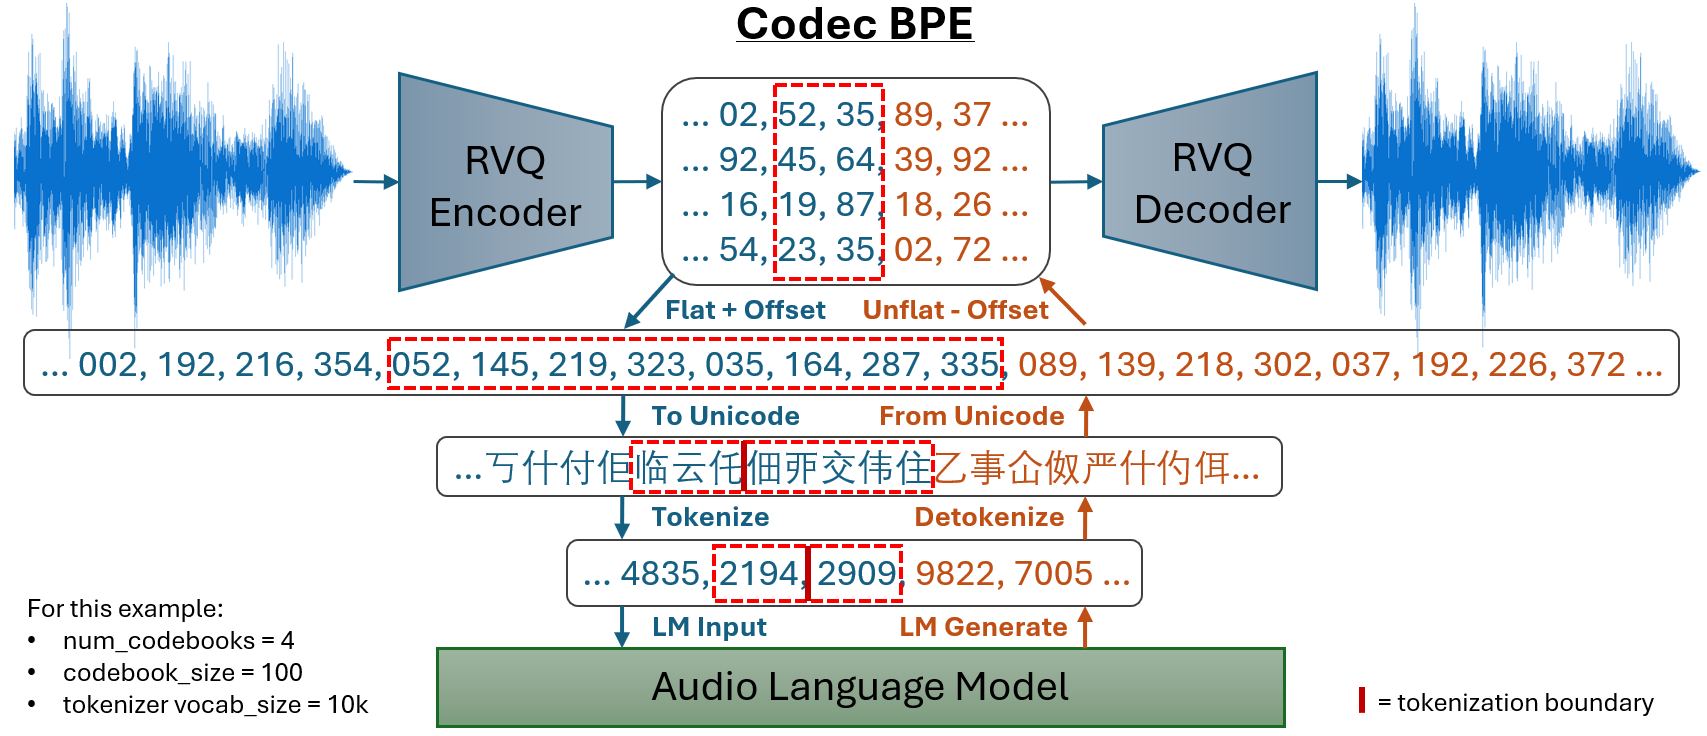 Codec BPE
RVQ
Encoder
... 02, 52, 35, 89, 37 ...
... 92, 45, 64, 39, 92 ...
... 16, 19, 87, 18, 26 ...
... 54, 23, 35, 02, 72 ...
RVQ
Decoder
Flat + Offset
Unflat - Offset
... 002, 192, 216, 354, 052, 145, 219, 323, 035, 164, 287, 335, 089, 139, 218, 302, 037, 192, 226, 372 ...
To Unicode
From Unicode
...丂什付佢临云仛佃丣交伟住乙事仚伮严什仢佴...
Tokenize
Detokenize
... 4835, 2194, 2909, 9822, 7005 ...
LM Input
LM Generate
Audio Language Model
For this example:
• num_codebooks = 4
• codebook_size = 100
• tokenizer vocab_size = 10k
= tokenization boundary